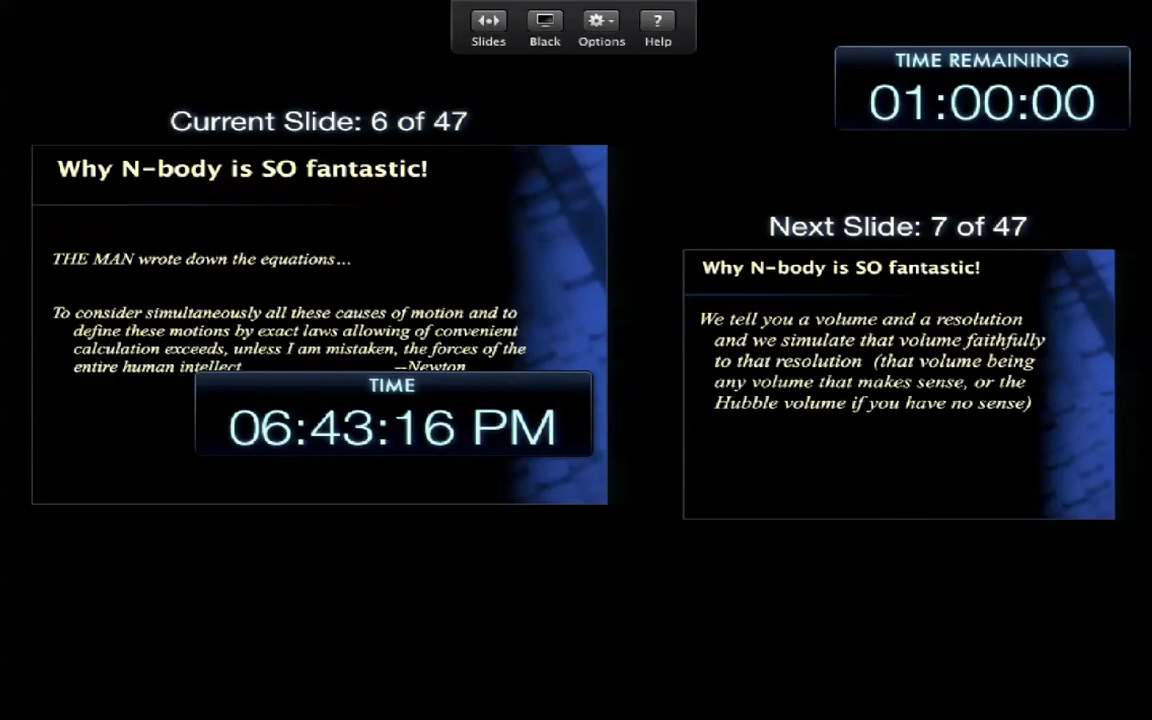 Slides
Black
Options
Help
TIME REMAINING
01:00:00
Current Slide: 6 of 47
Why N-body is SO fantastic!
THE MAN wrote down the equations...
To consider simultaneously all these causes of motion and to
define these motions by exact laws allowing of convenient
calculation exceeds, unless I am mistaken, the forces of the
entire human intellect
--Newton
TIME
06:43:16 PM
Next Slide: 7 of 47
Why N-body is SO fantastic!
We tell you a volume and a resolution
and we simulate that volume faithfully
to that resolution (that volume being
any volume that makes sense, or the
Hubble volume if you have no sense)